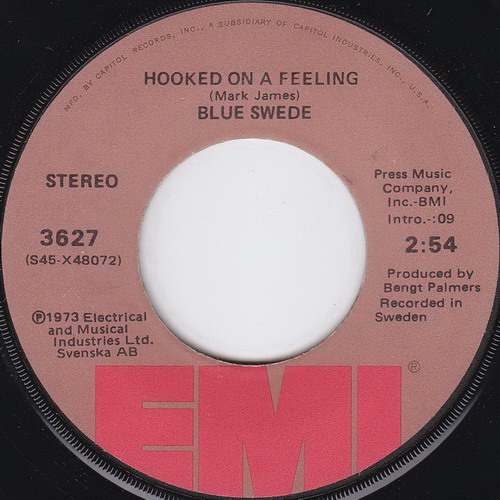 MFD. BY CAPITOL RECORDS, INC., A SUBSIDIARY OF CAPITOL INDUSTRIES, INC., U.S.A.
HOOKED ON A FEELING
(Mark James)
BLUE SWEDE
STEREO
3627
(S45-X48072)
Press Music
Company,
Inc.-BMI
Intro.-:09
2:54
Produced by
Bengt Palmers
Recorded in
Sweden
℗1973 Electrical
and Musical
Industries Ltd.
Svenska AB
EMI®